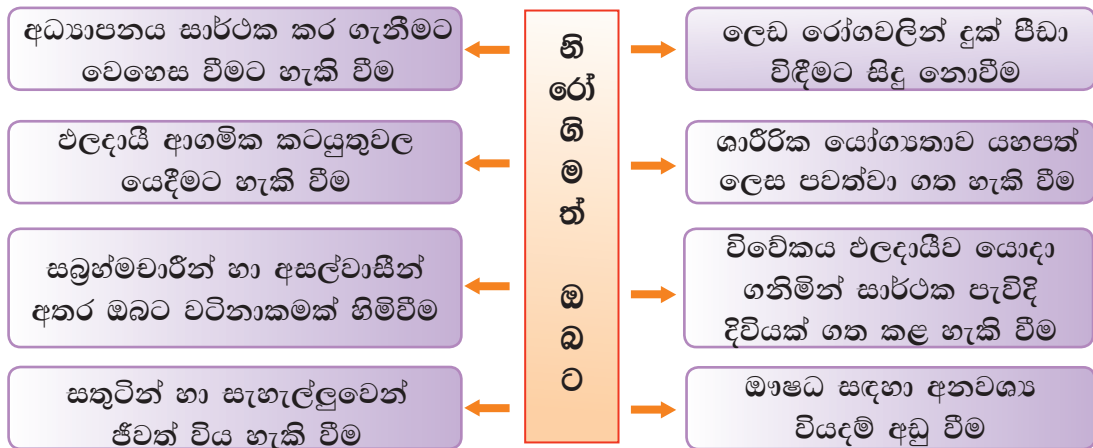 අධ්‍යාපනය සාර්ථක කර ගැනීමට
වෙහෙස වීමට හැකි වීම
ඵලදායී ආගමික කටයුතුවල
යෙදීමට හැකි වීම
සබ්‍රහ්මචාරීන් හා අසල්වාසීන්
අතර ඔබට වටිනාකමක් හිමිවීම
සතුටින් හා සැහැල්ලුවෙන්
ජීවත් විය හැකි වීම
නි
රෝ
ගි
ම
ත්
ඔ
බ
ට
ලෙඩ රෝගවලින් දුක් පීඩා
විඳීමට සිදු නොවීම
ශාරීරික යෝග්‍යතාව යහපත්
ලෙස පවත්වා ගත හැකි වීම
විවේකය ඵලදායීව යොදා
ගනිමින් සාර්ථක පැවිදි
දිවියක් ගත කළ හැකි වීම
ඖෂධ සඳහා අනවශ්‍ය
වියදම් අඩු වීම